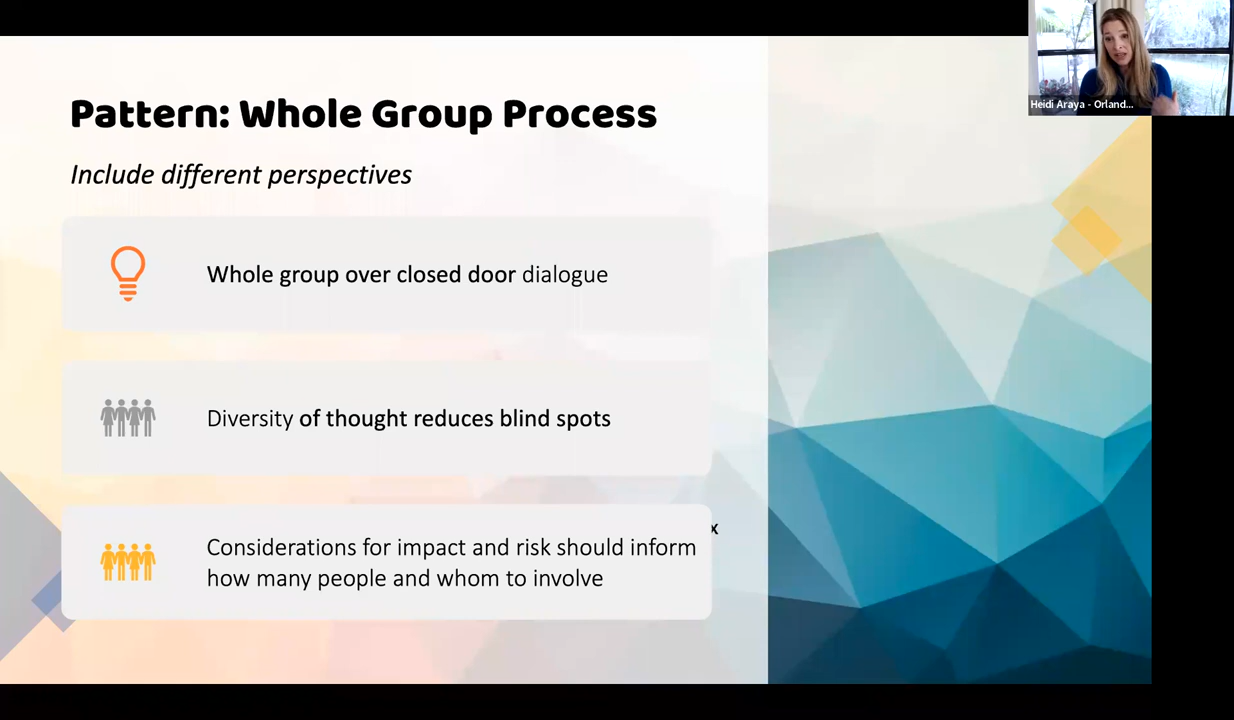 Heidi Araya - Orland...
Pattern: Whole Group Process
Include different perspectives
Whole group over closed door dialogue
Diversity of thought reduces blind spots
x
Considerations for impact and risk should inform
how many people and whom to involve